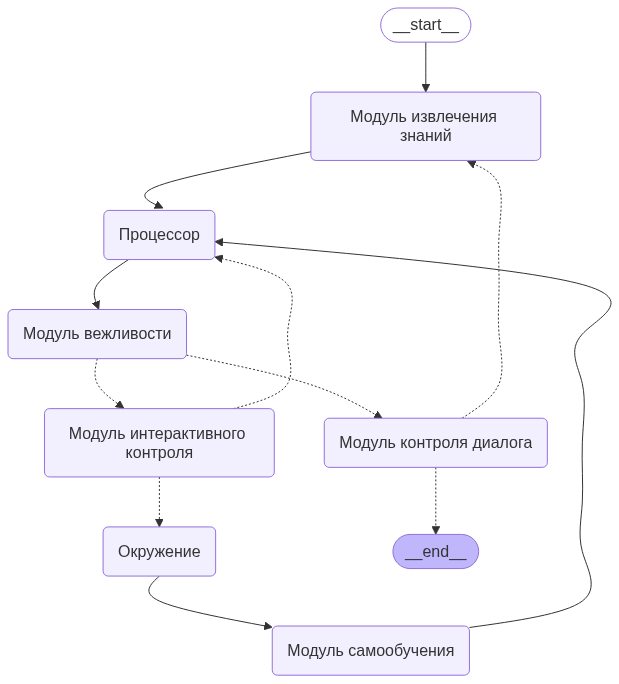 __start__
Модуль извлечения
знаний
Процессор
Модуль вежливости
Модуль интерактивного
контроля
Модуль контроля диалога
Окружение
__end__
Модуль самообучения